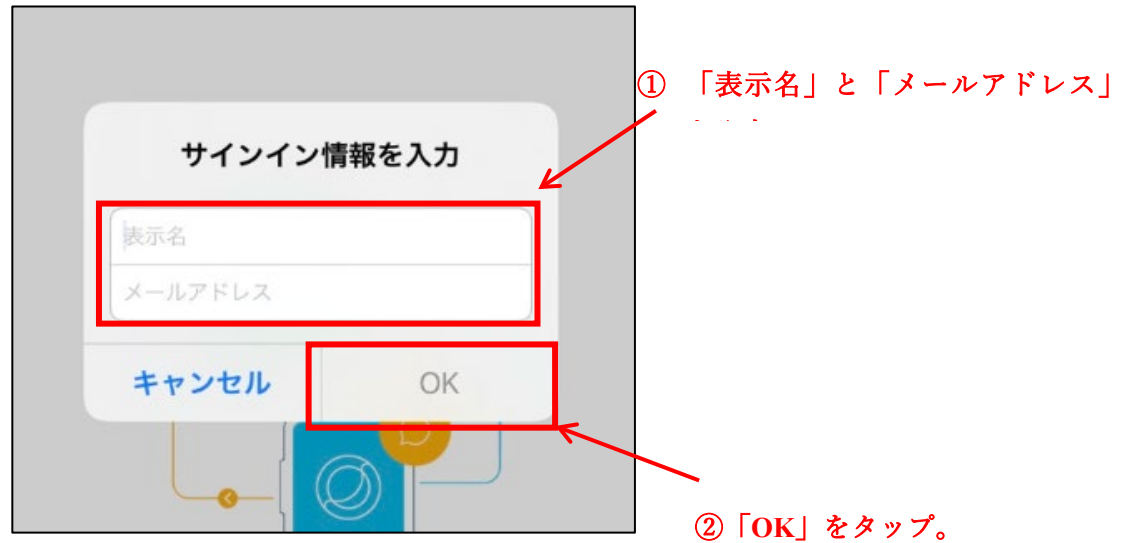 ① 「表示名」と「メールアドレス」
サインイン情報を入力
表示名
メールアドレス
キャンセル
OK
②「OK」をタップ。